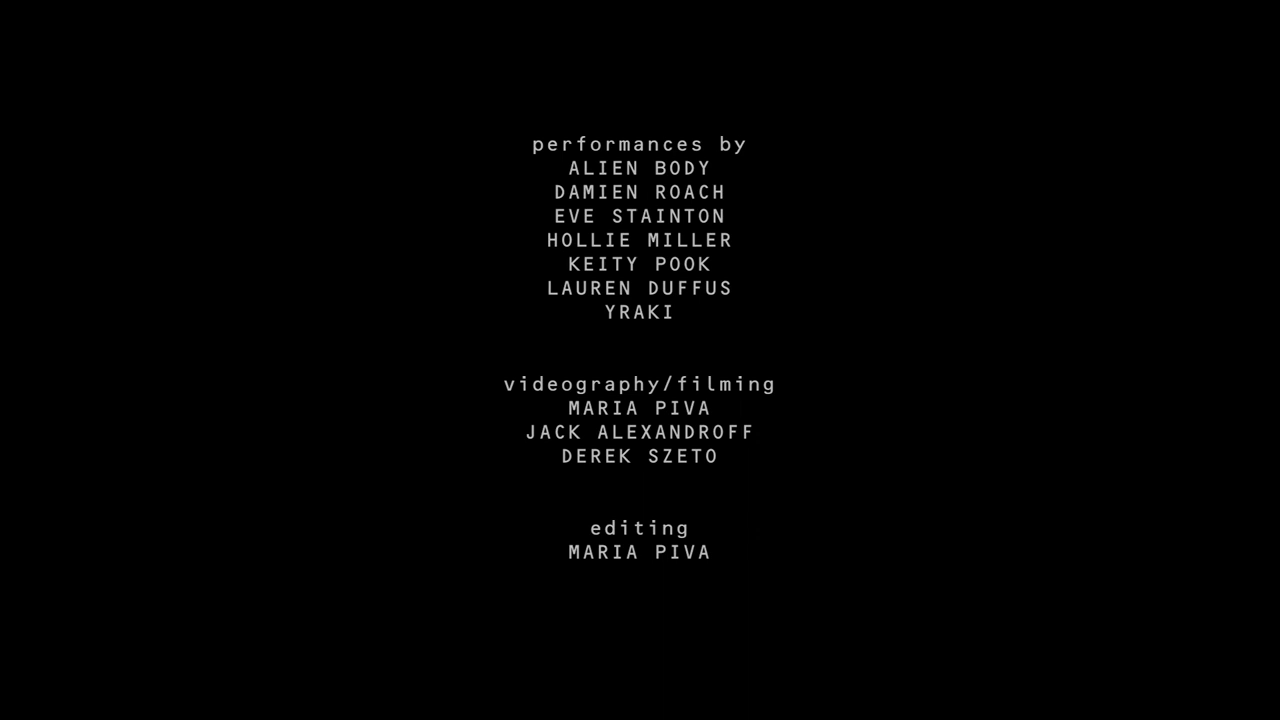 performances by
ALIEN BODY
DAMIEN ROACH
EVE STAINTON
HOLLIE MILLER
KEITY POOK
LAUREN DUFFUS
YRAKI
videography/filming
MARIA PIVA
JACK ALEXANDROFF
DEREK SZETO
editing
MARIA PIVA